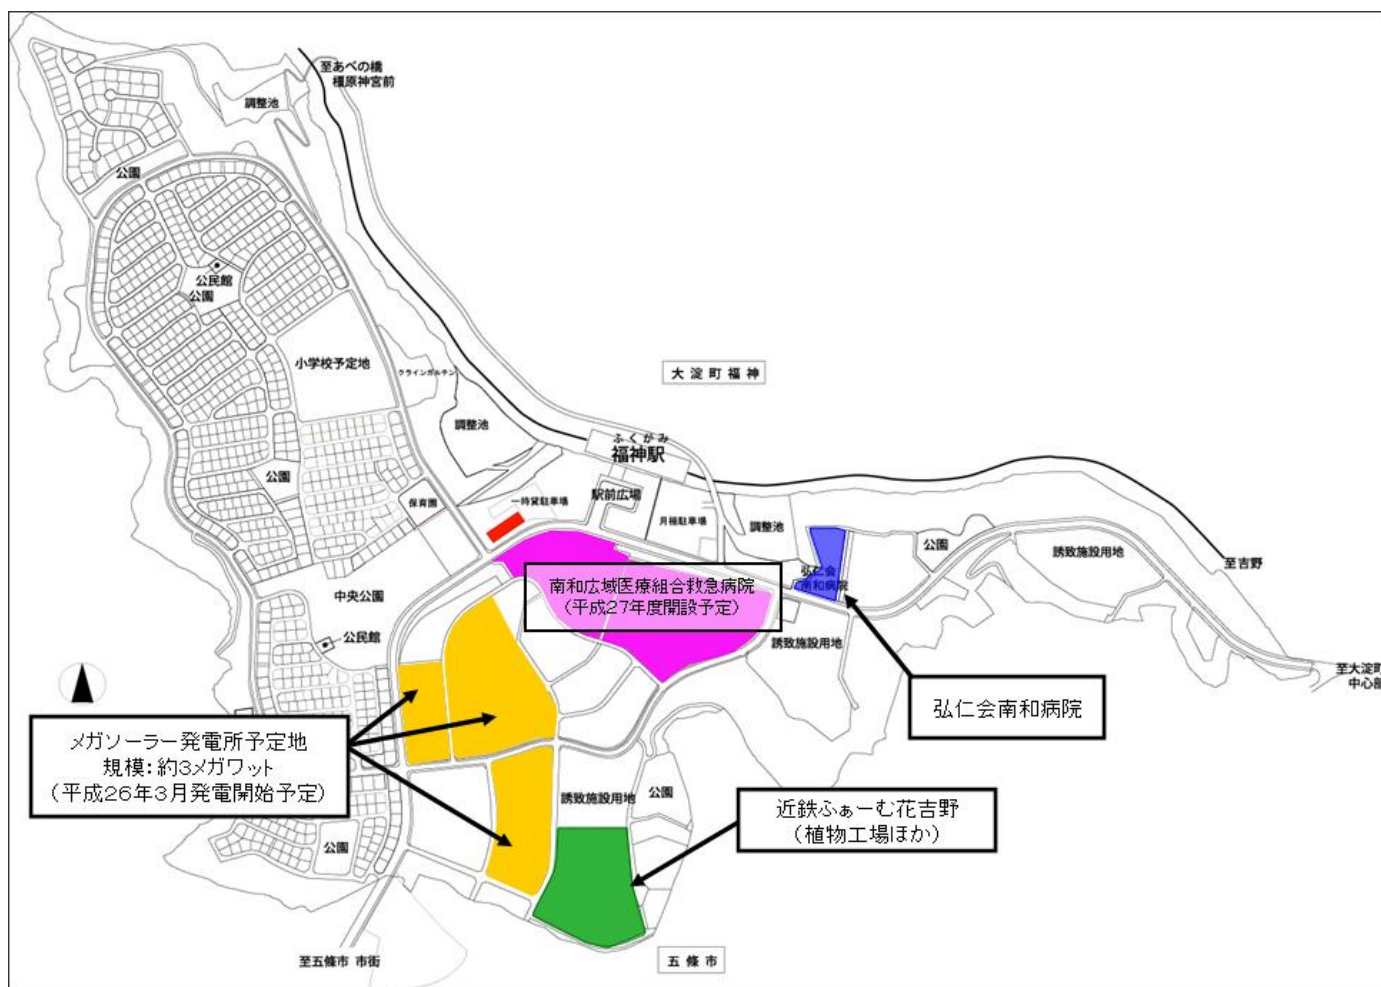 至あべの橋
橿原神宮前
調整池
公園
公民館
公園
小学校予定地
クラインガルテン
大淀町福神
調整池
ふくがみ
福神駅
公園
保育園
一時貸駐車場
駅前広場
月極駐車場
調整池
弘仁会
南和病院
公園
誘致施設用地
至吉野
南和広域医療組合救急病院
（平成27年度開設予定）
中央公園
公民館
誘致施設用地
至大淀町
中心部
弘仁会南和病院
メガソーラー発電所予定地
規模：約3メガワット
（平成26年3月発電開始予定）
誘致施設用地
公園
近鉄ふぁーむ花吉野
（植物工場ほか）
公園
至五條市 市街
五條市